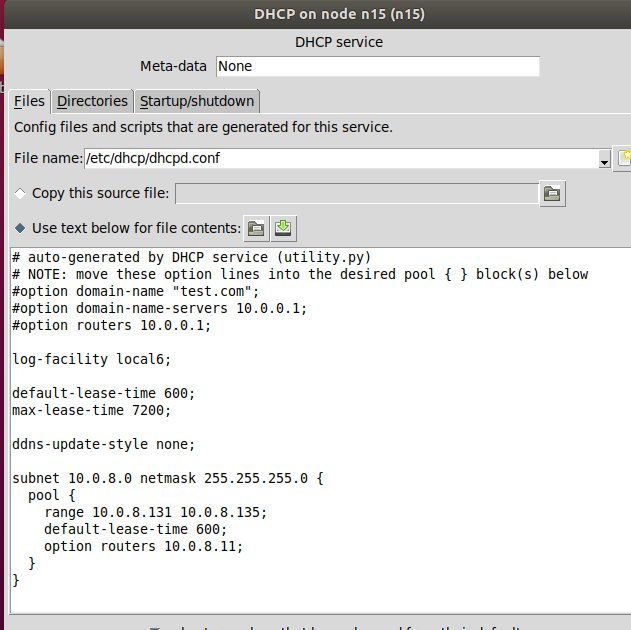 DHCP on node n15 (n15)
DHCP service
Meta-data None
Files Directories Startup/shutdown
Config files and scripts that are generated for this service.
File name: /etc/dhcp/dhcpd.conf
Copy this source file:
Use text below for file contents:
# auto-generated by DHCP service (utility.py)
# NOTE: move these option lines into the desired pool { } block(s) below
#option domain-name "test.com";
#option domain-name-servers 10.0.0.1;
#option routers 10.0.0.1;

log-facility local6;

default-lease-time 600;
max-lease-time 7200;

ddns-update-style none;

subnet 10.0.8.0 netmask 255.255.255.0 {
  pool {
    range 10.0.8.131 10.0.8.135;
    default-lease-time 600;
    option routers 10.0.8.11;
  }
}